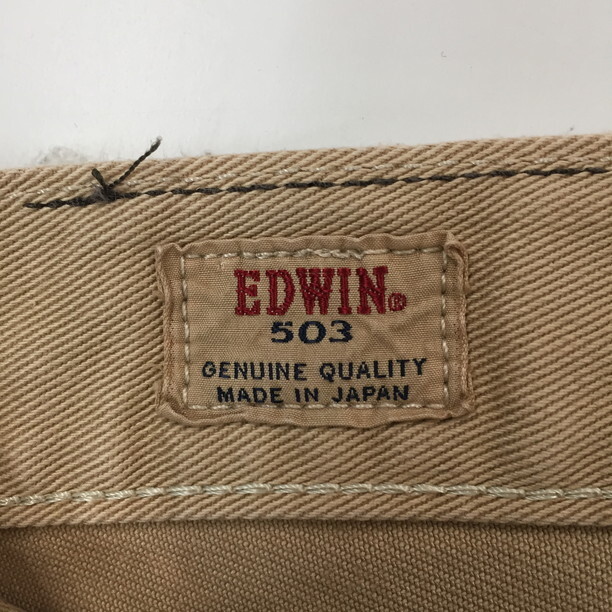 EDWIN®
503
GENUINE QUALITY
MADE IN JAPAN